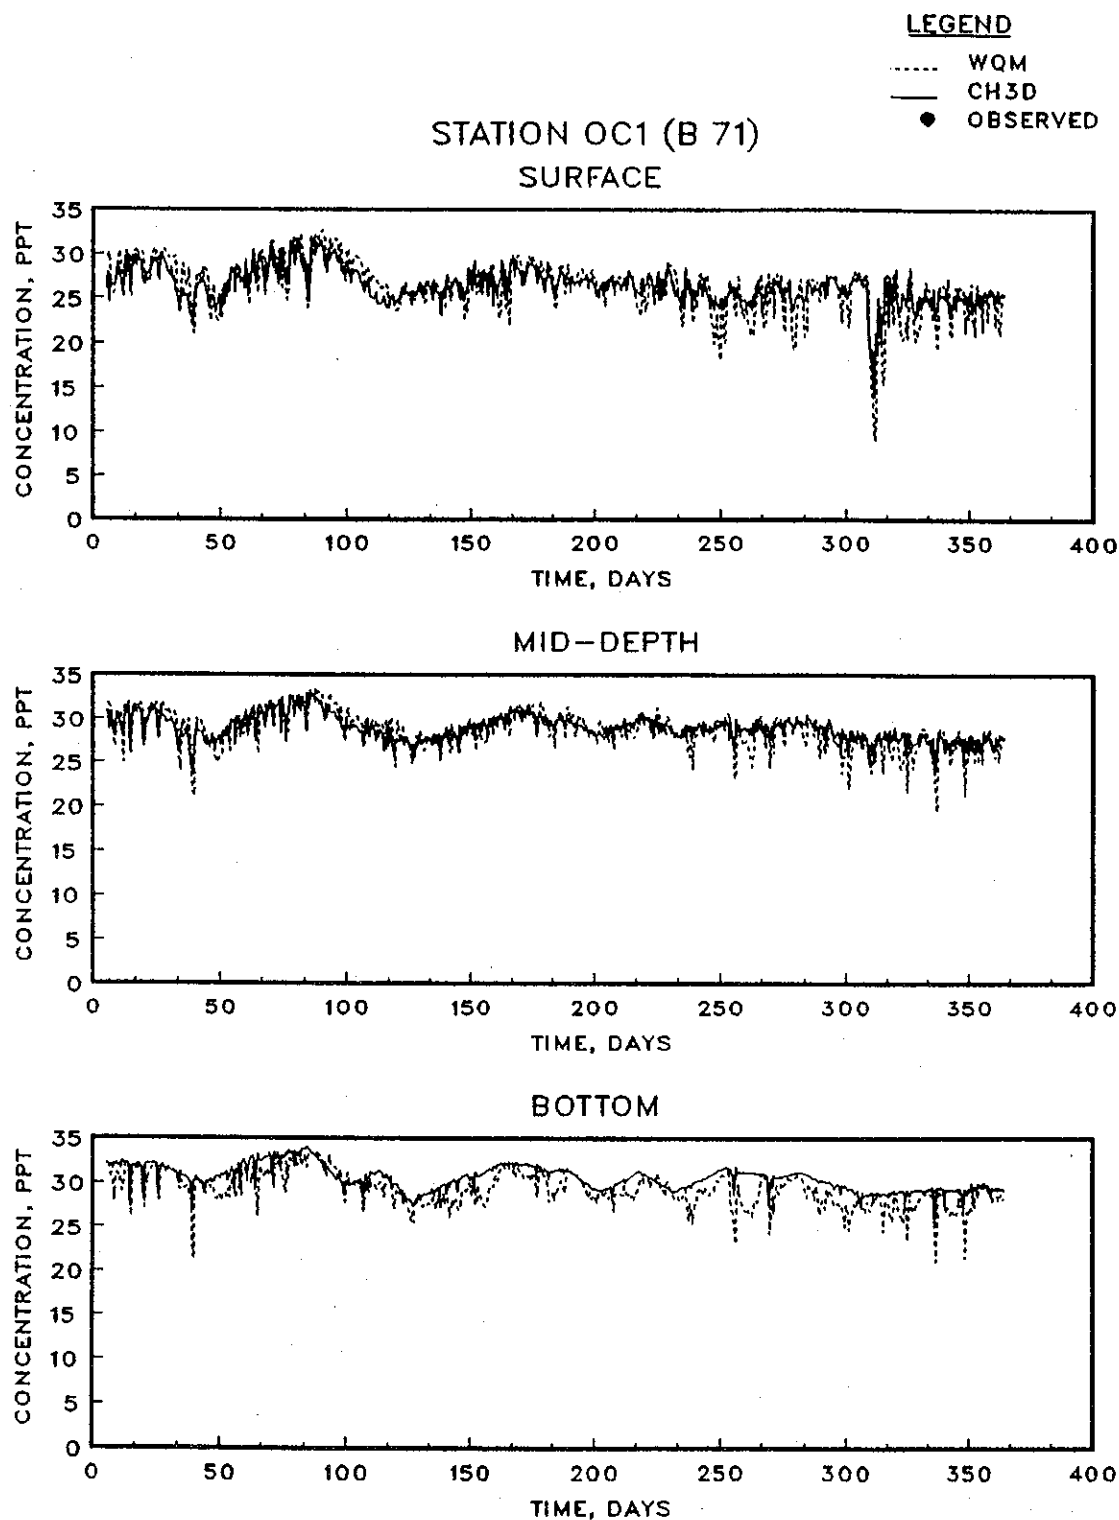 LEGEND
WQM
CH3D
OBSERVED
STATION OC1 (B 71)
SURFACE
CONCENTRATION, PPT
35
30
25
20
15
10
5
0
0 50 100 150 200 250 300 350 400
TIME, DAYS
MID-DEPTH
CONCENTRATION, PPT
35
30
25
20
15
10
5
0
0 50 100 150 200 250 300 350 400
TIME, DAYS
BOTTOM
CONCENTRATION, PPT
35
30
25
20
15
10
5
0
0 50 100 150 200 250 300 350 400
TIME, DAYS